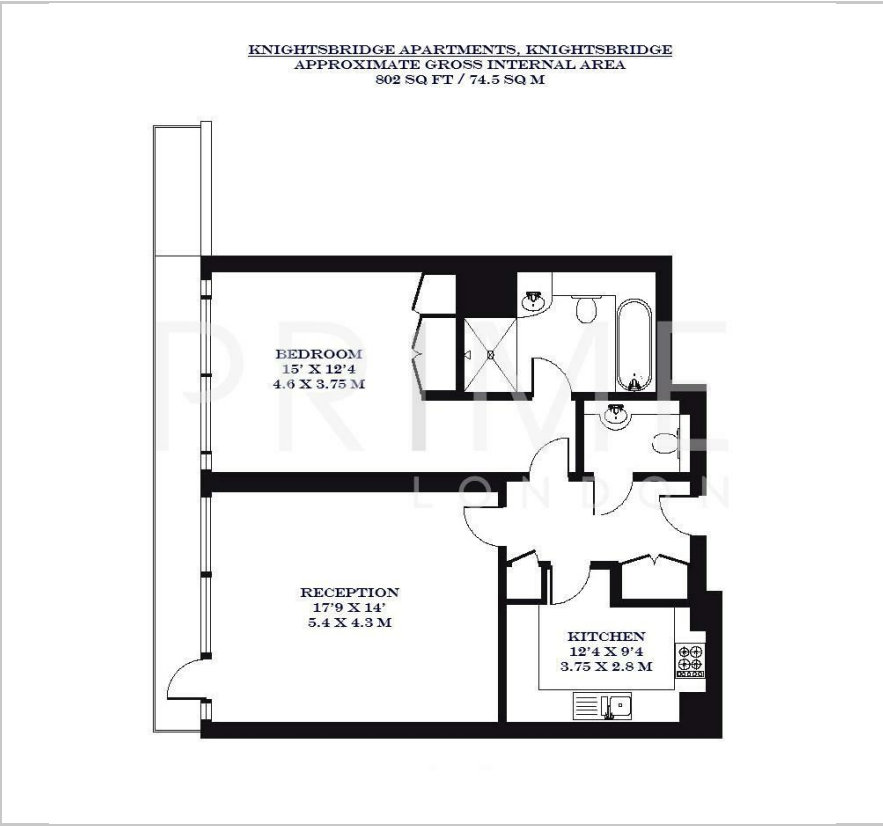 KNIGHTSBRIDGE APARTMENTS, KNIGHTSBRIDGE
APPROXIMATE GROSS INTERNAL AREA
802 SQ FT / 74.5 SQ M
BEDROOM
15' X 12'4
4.6 X 3.75 M
PRIME
LONDON
RECEPTION
17'9 X 14'
5.4 X 4.3 M
KITCHEN
12'4 X 9'4
3.75 X 2.8 M